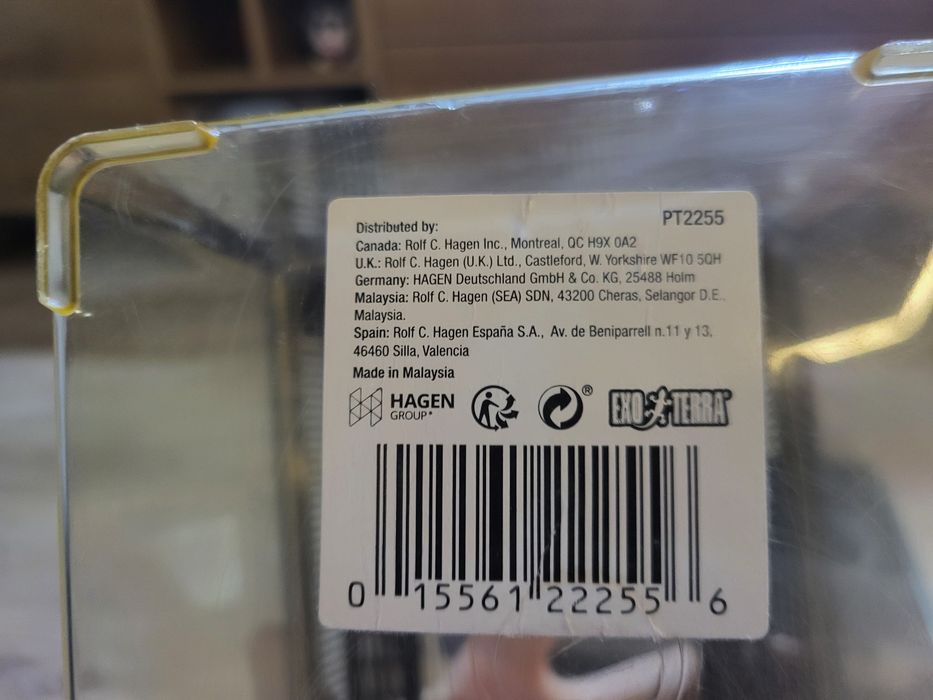 PT2255
Distributed by:
Canada: Rolf C. Hagen Inc., Montreal, QC H9X 0A2
U.K.: Rolf C. Hagen (U.K.) Ltd., Castleford, W. Yorkshire WF10 5QH
Germany: HAGEN Deutschland GmbH & Co. KG, 25488 Holm
Malaysia: Rolf C. Hagen (SEA) SDN, 43200 Cheras, Selangor D.E.,
Malaysia.
Spain: Rolf C. Hagen España S.A., Av. de Beniparrell n.11 y 13,
46460 Silla, Valencia
Made in Malaysia
HAGEN
GROUP®
EXO TERRA®
0 15561 22255 6